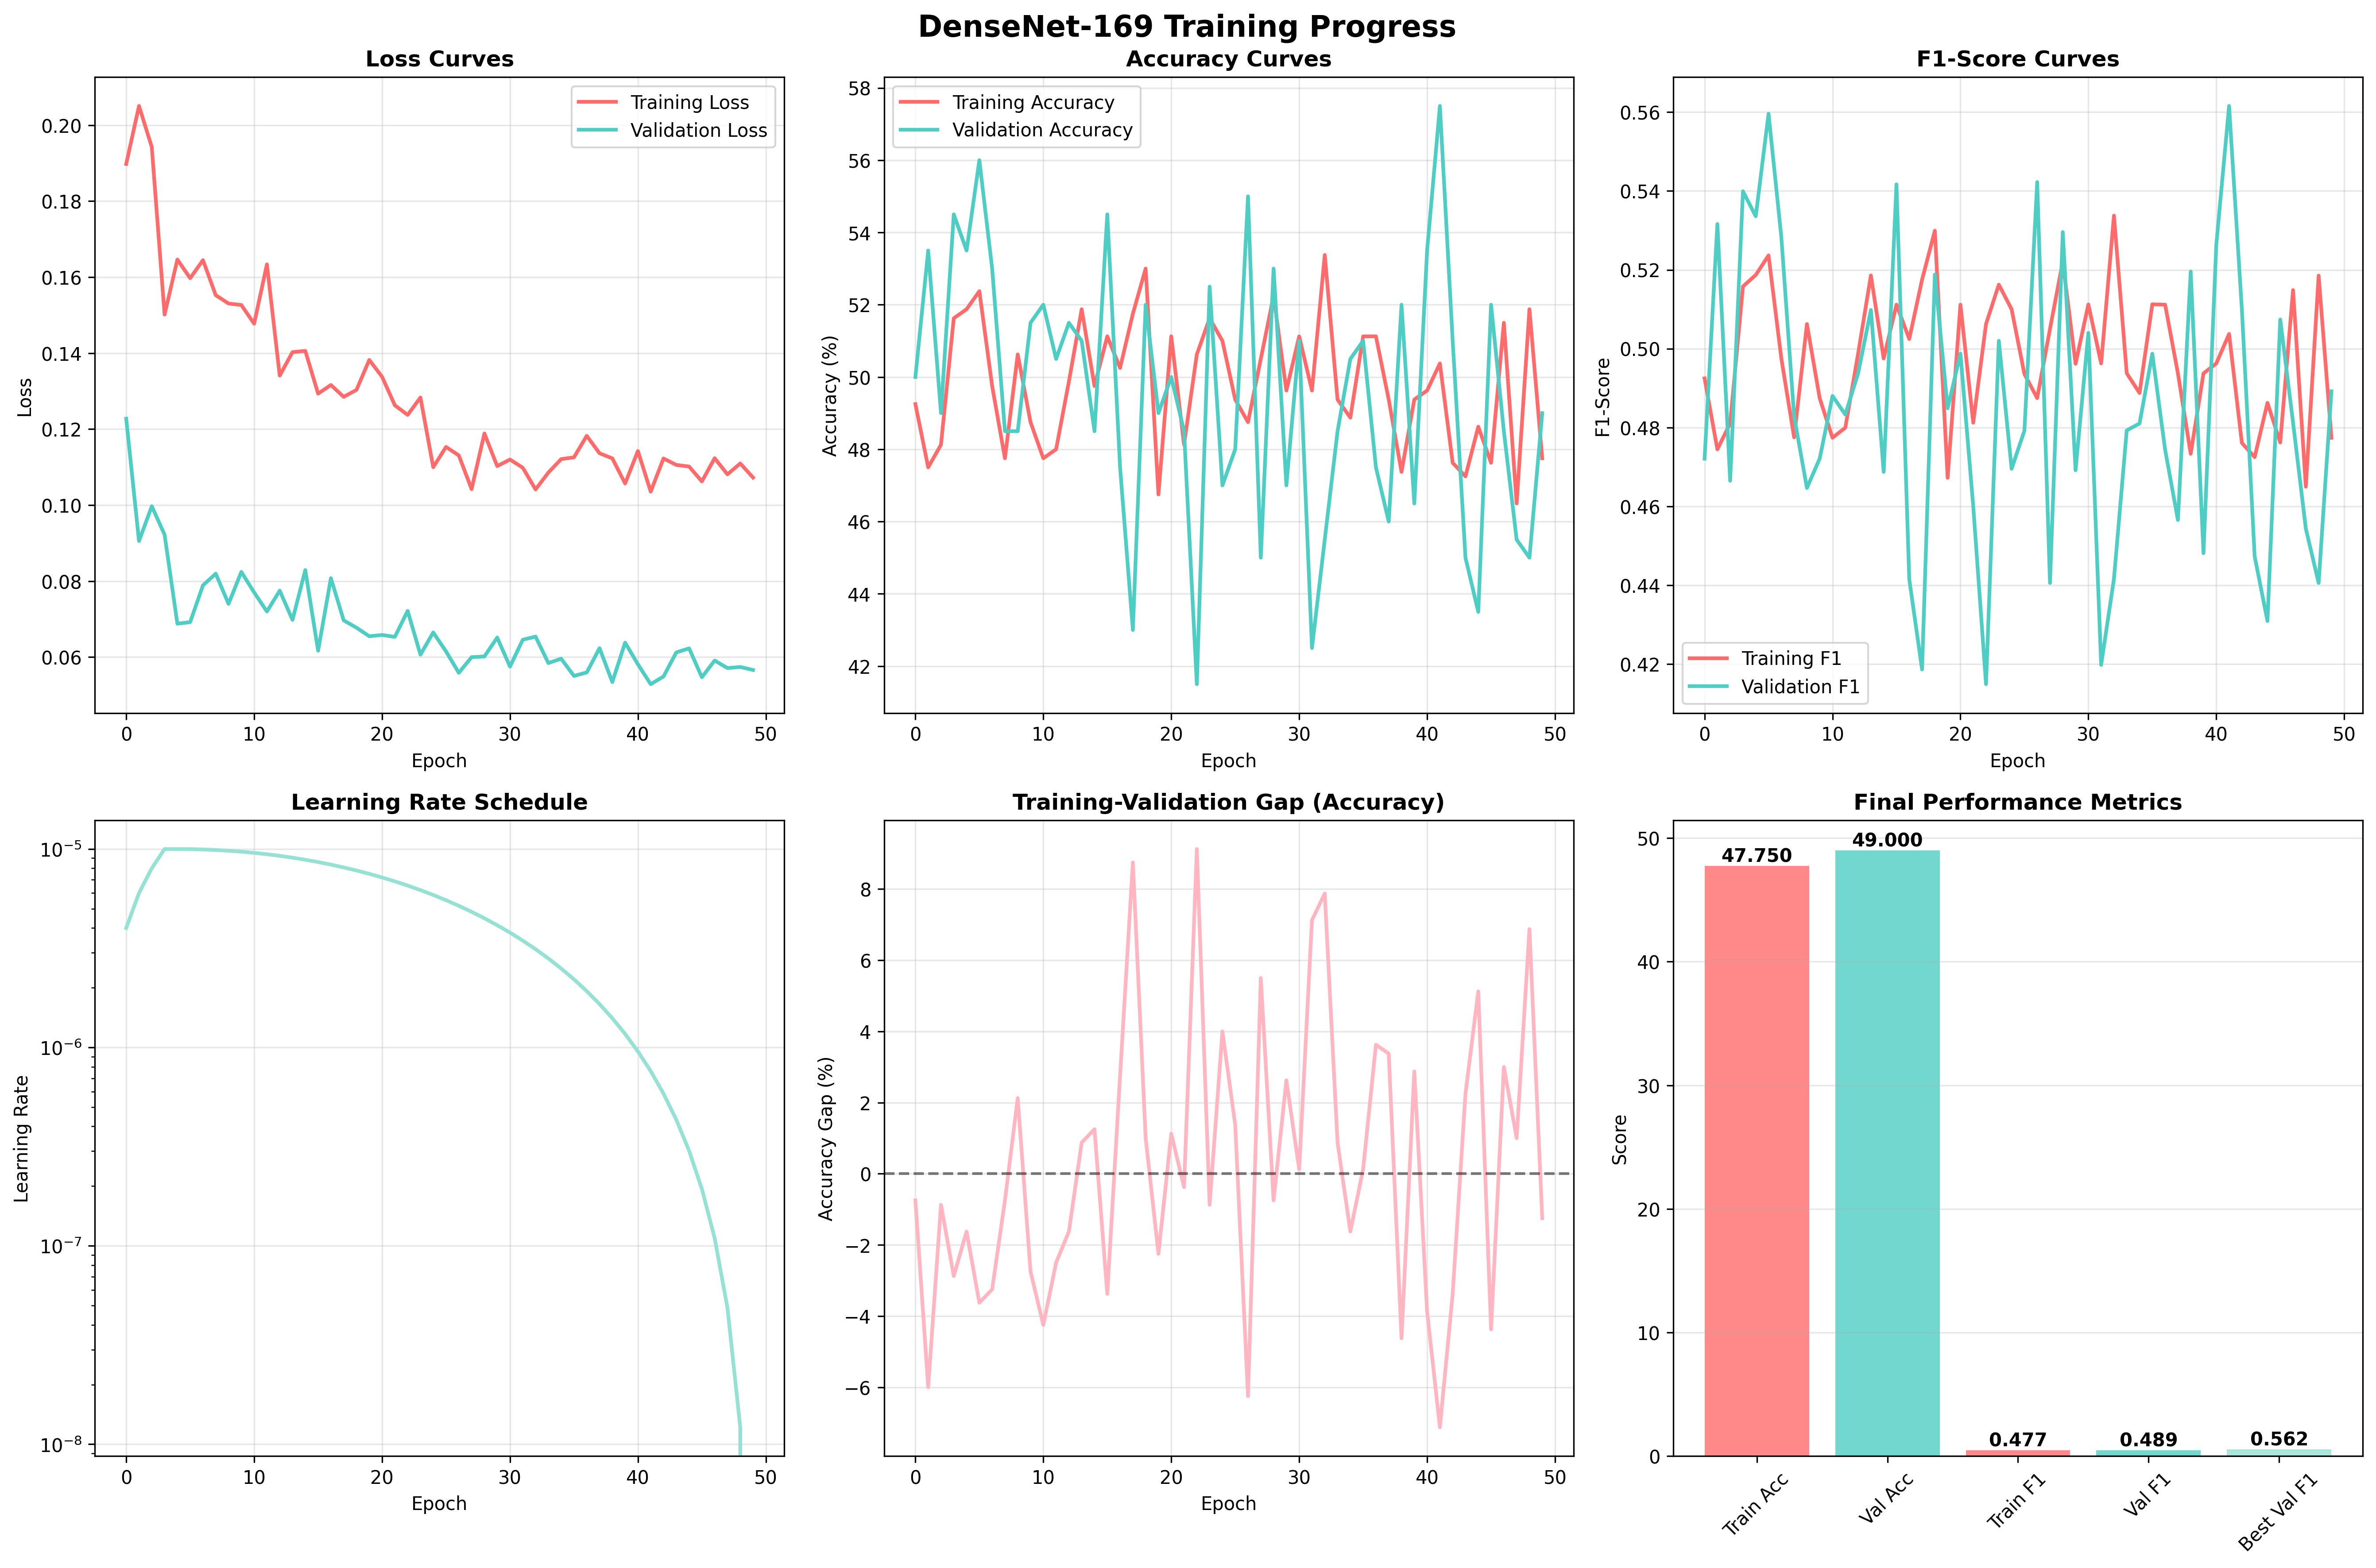 DenseNet-169 Training Progress
Loss Curves
Training Loss
Validation Loss
Loss
0.20
0.18
0.16
0.14
0.12
0.10
0.08
0.06
0 10 20 30 40 50
Epoch
Accuracy Curves
Training Accuracy
Validation Accuracy
Accuracy (%)
58
56
54
52
50
48
46
44
42
0 10 20 30 40 50
Epoch
F1-Score Curves
Training F1
Validation F1
F1-Score
0.56
0.54
0.52
0.50
0.48
0.46
0.44
0.42
0 10 20 30 40 50
Epoch
Learning Rate Schedule
Learning Rate
10⁻⁵
10⁻⁶
10⁻⁷
10⁻⁸
0 10 20 30 40 50
Epoch
Training-Validation Gap (Accuracy)
Accuracy Gap (%)
8
6
4
2
0
−2
−4
−6
0 10 20 30 40 50
Epoch
Final Performance Metrics
Score
50
40
30
20
10
0
47.750
49.000
0.477
0.489
0.562
Train Acc
Val Acc
Train F1
Val F1
Best Val F1